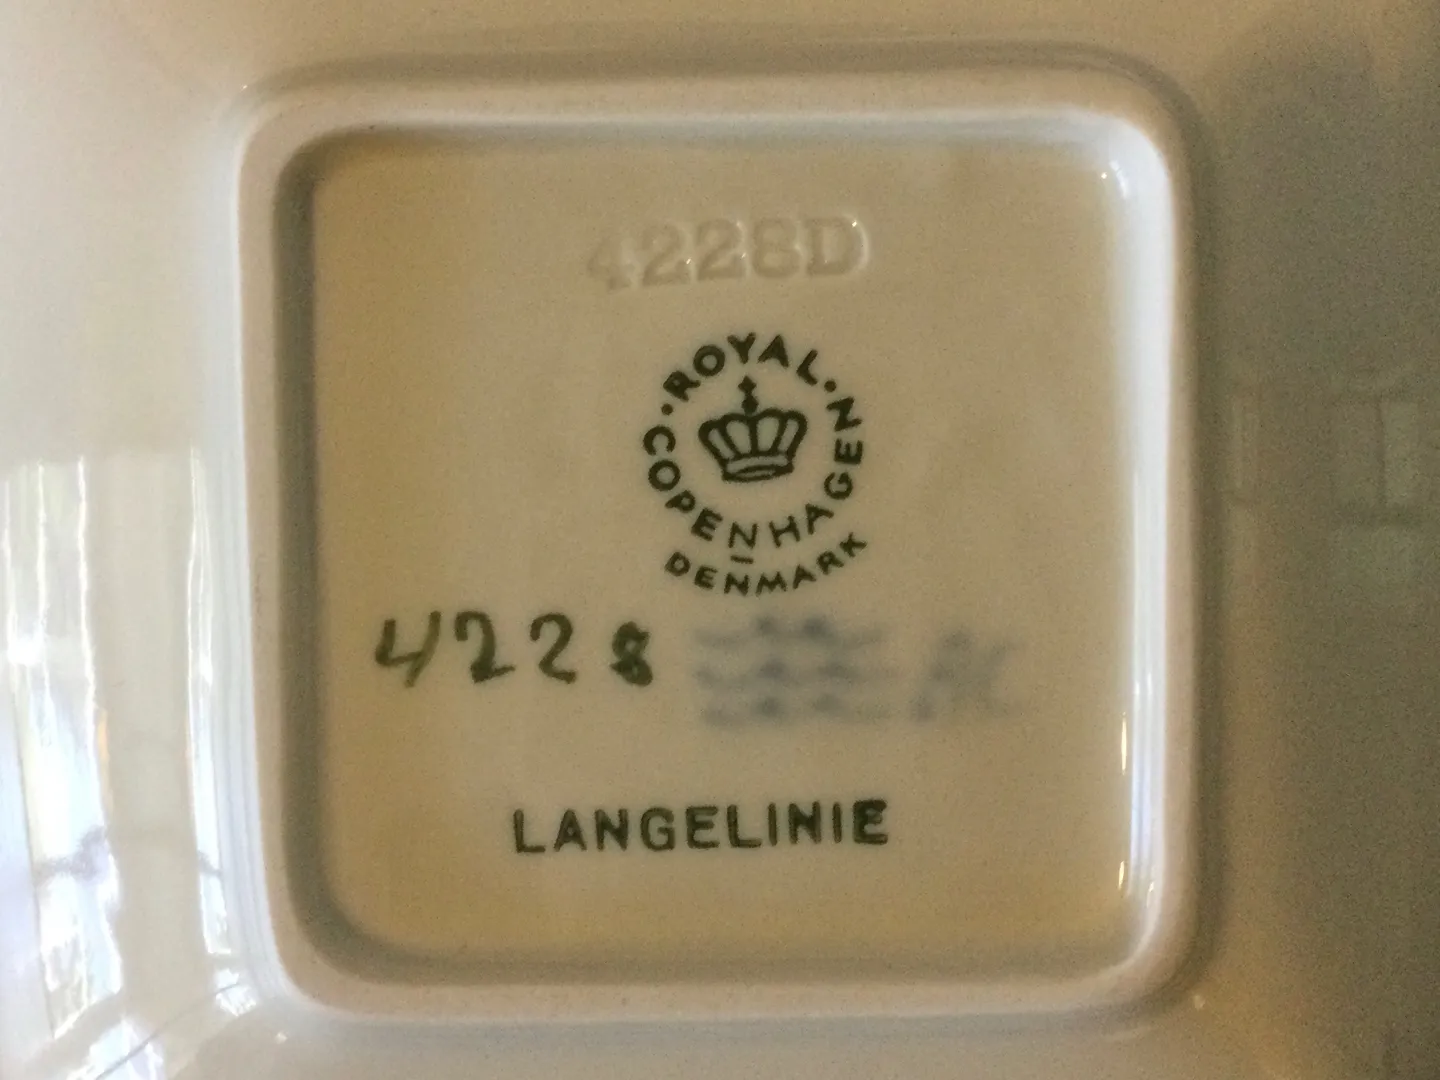 4228D
ROYAL
COPENHAGEN
DENMARK
4228
LANGELINIE